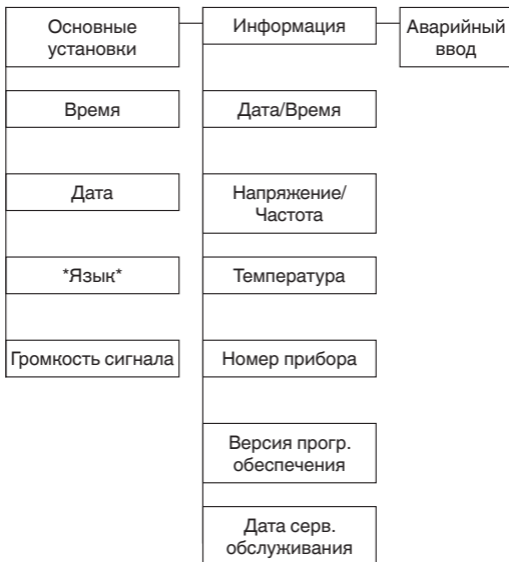 Основные
установки
Информация
Аварийный
ввод
Время
Дата/Время
Дата
Напряжение/
Частота
*Язык*
Температура
Громкость сигнала
Номер прибора
Версия прогр.
обеспечения
Дата серв.
обслуживания